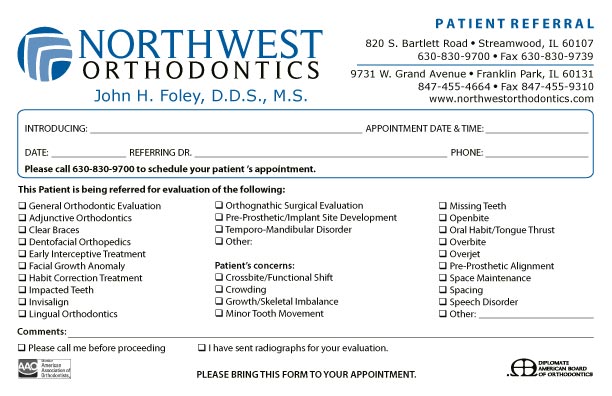 NORTHWEST
ORTHODONTICS
John H. Foley, D.D.S., M.S.
PATIENT REFERRAL
820 S. Bartlett Road • Streamwood, IL 60107
630-830-9700 • Fax 630-830-9739
9731 W. Grand Avenue • Franklin Park, IL 60131
847-455-4664 • Fax 847-455-9310
www.northwestorthodontics.com
INTRODUCING: APPOINTMENT DATE & TIME:
DATE: REFERRING DR. PHONE:
Please call 630-830-9700 to schedule your patient 's appointment.
This Patient is being referred for evaluation of the following:
❑ General Orthodontic Evaluation
❑ Adjunctive Orthodontics
❑ Clear Braces
❑ Dentofacial Orthopedics
❑ Early Interceptive Treatment
❑ Facial Growth Anomaly
❑ Habit Correction Treatment
❑ Impacted Teeth
❑ Invisalign
❑ Lingual Orthodontics
❑ Orthognathic Surgical Evaluation
❑ Pre-Prosthetic/Implant Site Development
❑ Temporo-Mandibular Disorder
❑ Other:
Patient's concerns:
❑ Crossbite/Functional Shift
❑ Crowding
❑ Growth/Skeletal Imbalance
❑ Minor Tooth Movement
❑ Missing Teeth
❑ Openbite
❑ Oral Habit/Tongue Thrust
❑ Overbite
❑ Overjet
❑ Pre-Prosthetic Alignment
❑ Space Maintenance
❑ Spacing
❑ Speech Disorder
❑ Other:
Comments:
❑ Please call me before proceeding ❑ I have sent radiographs for your evaluation.
AAO
American
Association of
Orthodontists
PLEASE BRING THIS FORM TO YOUR APPOINTMENT.
DIPLOMATE
AMERICAN BOARD
OF ORTHODONTICS